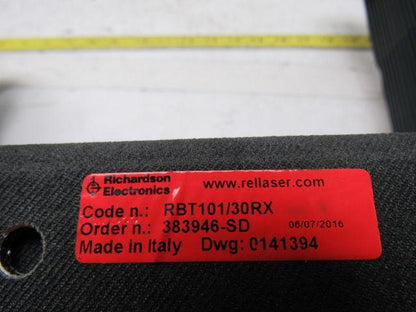 Richardson
Electronics
www.rellaser.com
Code n.: RBT101/30RX
Order n.: 383946-SD 06/07/2016
Made in Italy Dwg: 0141394